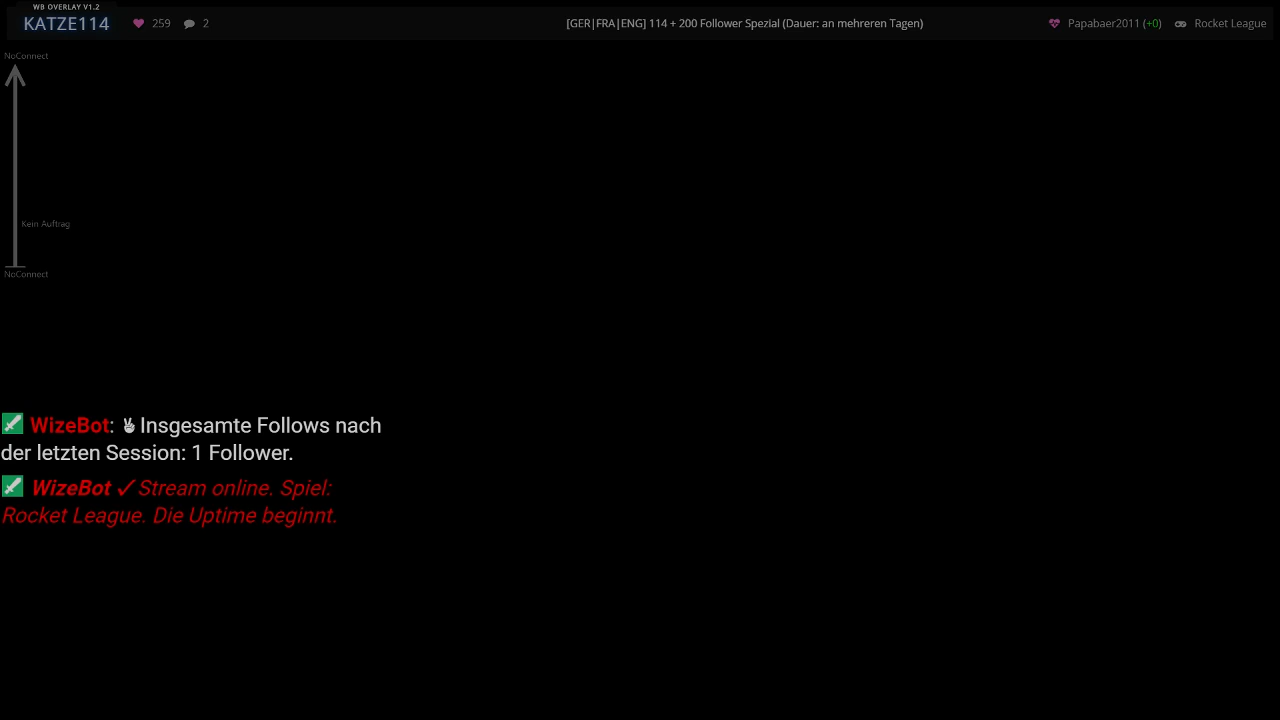 WB OVERLAY V1.2
KATZE114 259 2 [GER|FRA|ENG] 114 + 200 Follower Spezial (Dauer: an mehreren Tagen) Papabaer2011 (+0) Rocket League
NoConnect
Kein Auftrag
NoConnect
WizeBot: ✌Insgesamte Follows nach
der letzten Session: 1 Follower.
WizeBot ✓Stream online. Spiel:
Rocket League. Die Uptime beginnt.